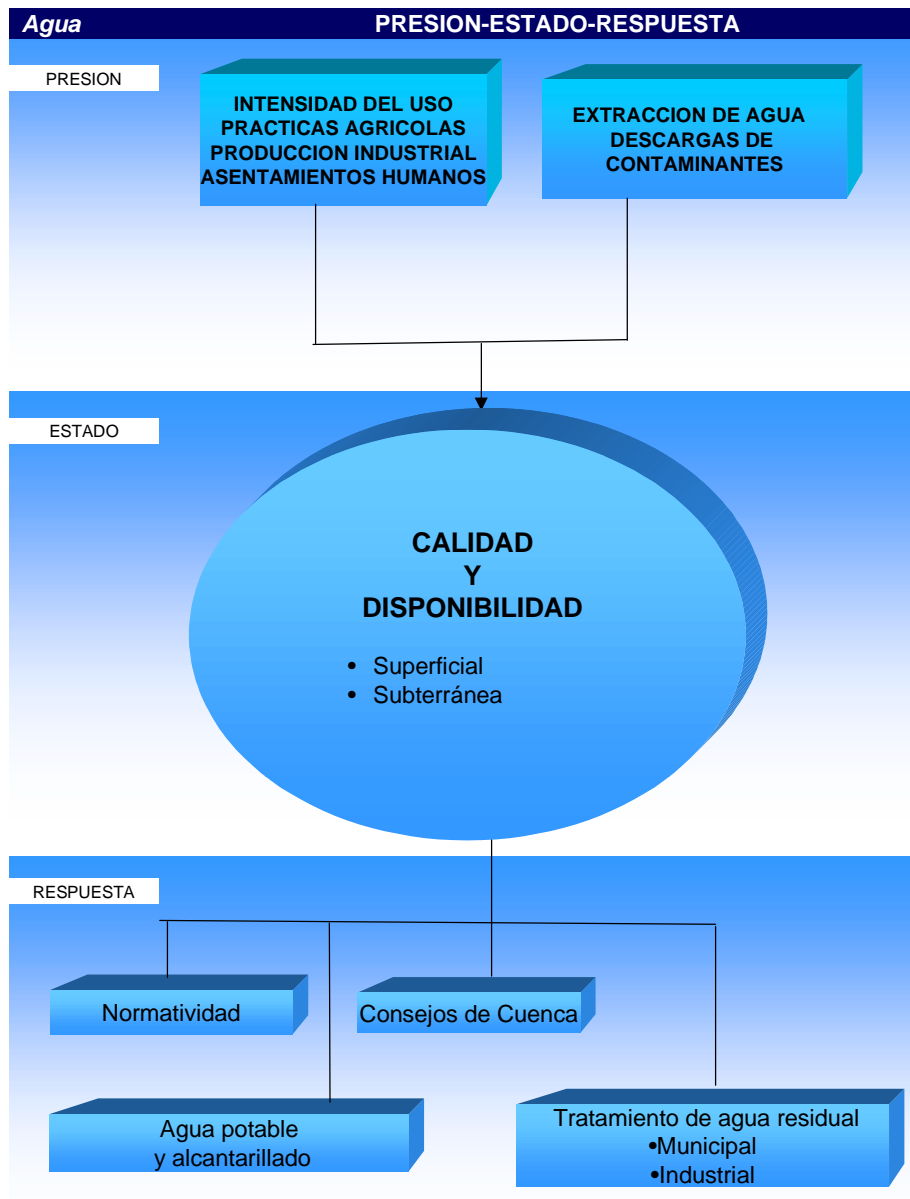 Agua PRESION-ESTADO-RESPUESTA
PRESION
INTENSIDAD DEL USO
PRACTICAS AGRICOLAS
PRODUCCION INDUSTRIAL
ASENTAMIENTOS HUMANOS
EXTRACCION DE AGUA
DESCARGAS DE
CONTAMINANTES
ESTADO
CALIDAD
Y
DISPONIBILIDAD
• Superficial
• Subterránea
RESPUESTA
Normatividad
Consejos de Cuenca
Agua potable
y alcantarillado
Tratamiento de agua residual
•Municipal
•Industrial